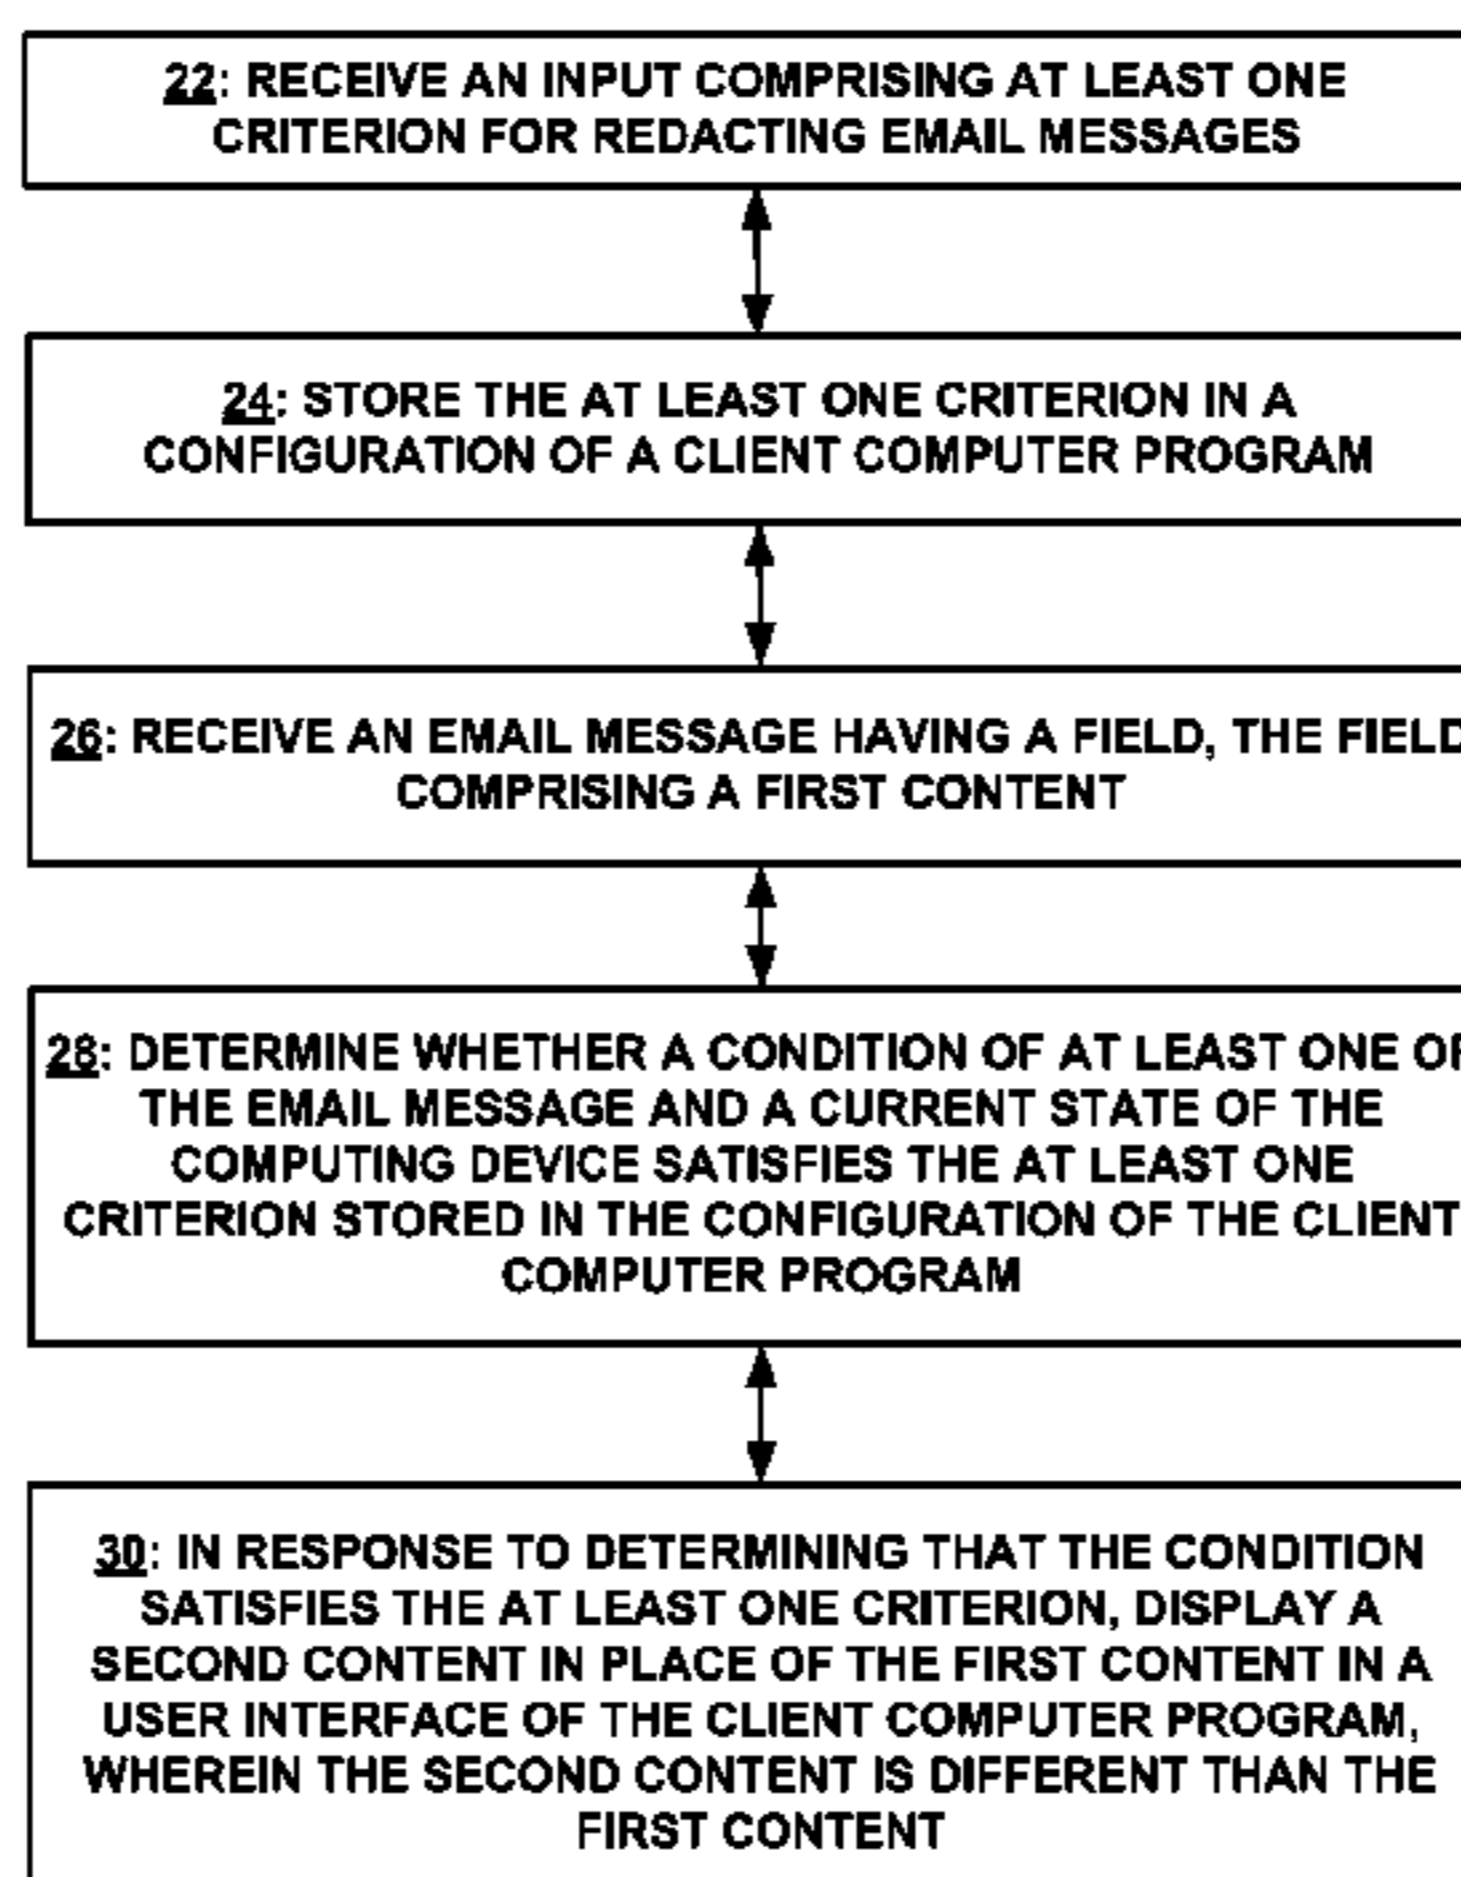 22: RECEIVE AN INPUT COMPRISING AT LEAST ONE
CRITERION FOR REDACTING EMAIL MESSAGES
24: STORE THE AT LEAST ONE CRITERION IN A
CONFIGURATION OF A CLIENT COMPUTER PROGRAM
26: RECEIVE AN EMAIL MESSAGE HAVING A FIELD, THE FIELD
COMPRISING A FIRST CONTENT
28: DETERMINE WHETHER A CONDITION OF AT LEAST ONE OF
THE EMAIL MESSAGE AND A CURRENT STATE OF THE
COMPUTING DEVICE SATISFIES THE AT LEAST ONE
CRITERION STORED IN THE CONFIGURATION OF THE CLIENT
COMPUTER PROGRAM
30: IN RESPONSE TO DETERMINING THAT THE CONDITION
SATISFIES THE AT LEAST ONE CRITERION, DISPLAY A
SECOND CONTENT IN PLACE OF THE FIRST CONTENT IN A
USER INTERFACE OF THE CLIENT COMPUTER PROGRAM,
WHEREIN THE SECOND CONTENT IS DIFFERENT THAN THE
FIRST CONTENT